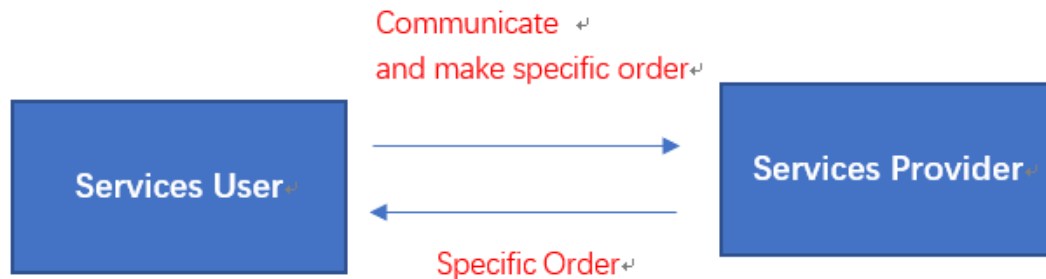 Communicate
and make specific order
Services User
Services Provider
Specific Order